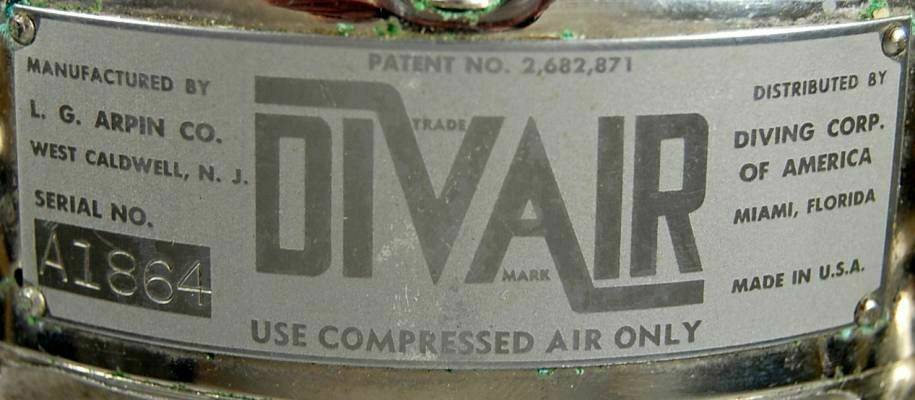 PATENT NO. 2,682,871
MANUFACTURED BY
L. G. ARPIN CO.
WEST CALDWELL, N. J.
SERIAL NO.
A1864
DIVAIR
TRADE
MARK
USE COMPRESSED AIR ONLY
DISTRIBUTED BY
DIVING CORP.
OF AMERICA
MIAMI, FLORIDA
MADE IN U.S.A.